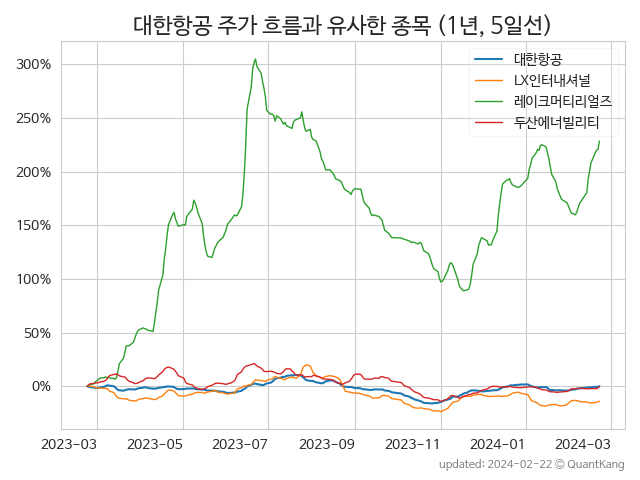 대한항공 주가 흐름과 유사한 종목 (1년, 5일선)
대한항공
LX인터내셔널
레이크머티리얼즈
두산에너빌리티
300%
250%
200%
150%
100%
50%
0%
2023-03 2023-05 2023-07 2023-09 2023-11 2024-01 2024-03
updated: 2024-02-22 © QuantKang